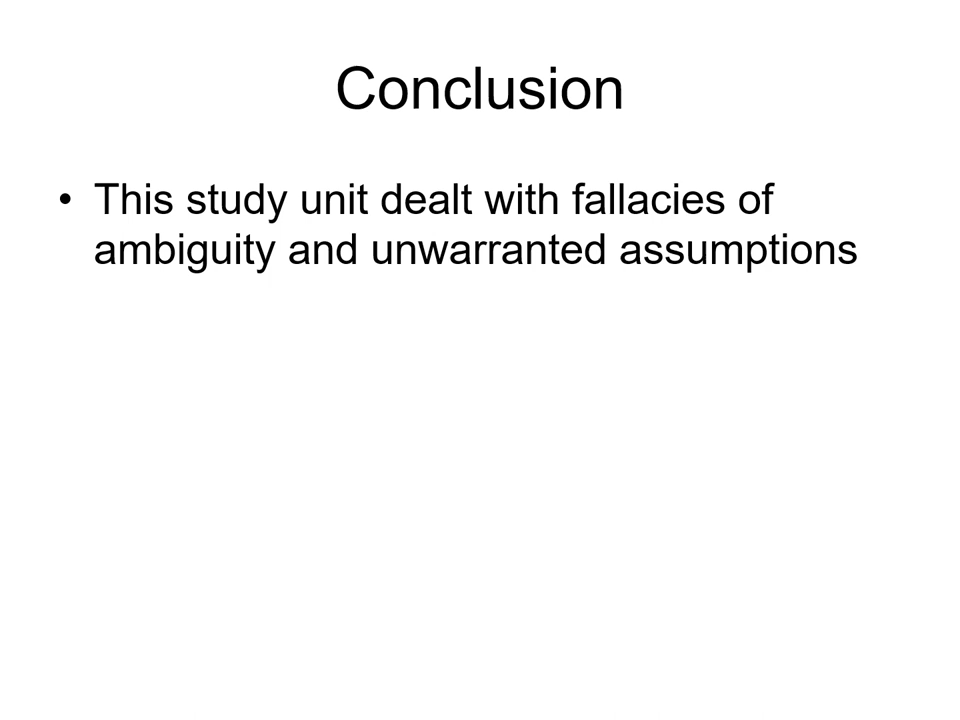 Conclusion
• This study unit dealt with fallacies of
ambiguity and unwarranted assumptions